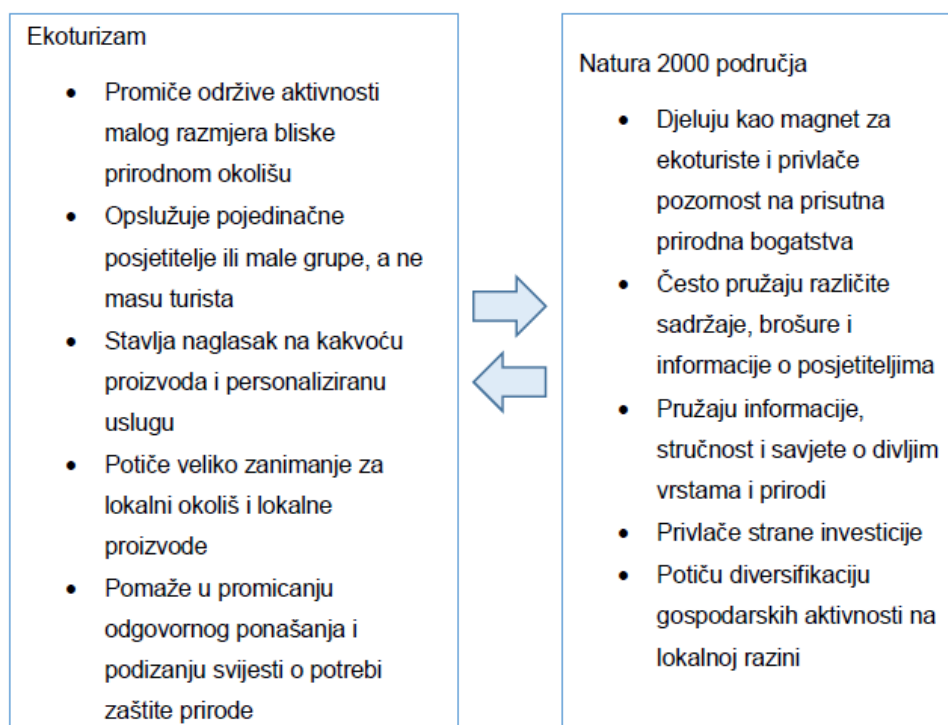 Ekoturizam
• Promiče održive aktivnosti
malog razmjera bliske
prirodnom okolišu
• Opslužuje pojedinačne
posjetitelje ili male grupe, a ne
masu turista
• Stavlja naglasak na kakvoću
proizvoda i personaliziranu
uslugu
• Potiče veliko zanimanje za
lokalni okoliš i lokalne
proizvode
• Pomaže u promicanju
odgovornog ponašanja i
podizanju svijesti o potrebi
zaštite prirode
Natura 2000 područja
• Djeluju kao magnet za
ekoturiste i privlače
pozornost na prisutna
prirodna bogatstva
• Često pružaju različite
sadržaje, brošure i
informacije o posjetiteljima
• Pružaju informacije,
stručnost i savjete o divljim
vrstama i prirodi
• Privlače strane investicije
• Potiču diversifikaciju
gospodarskih aktivnosti na
lokalnoj razini